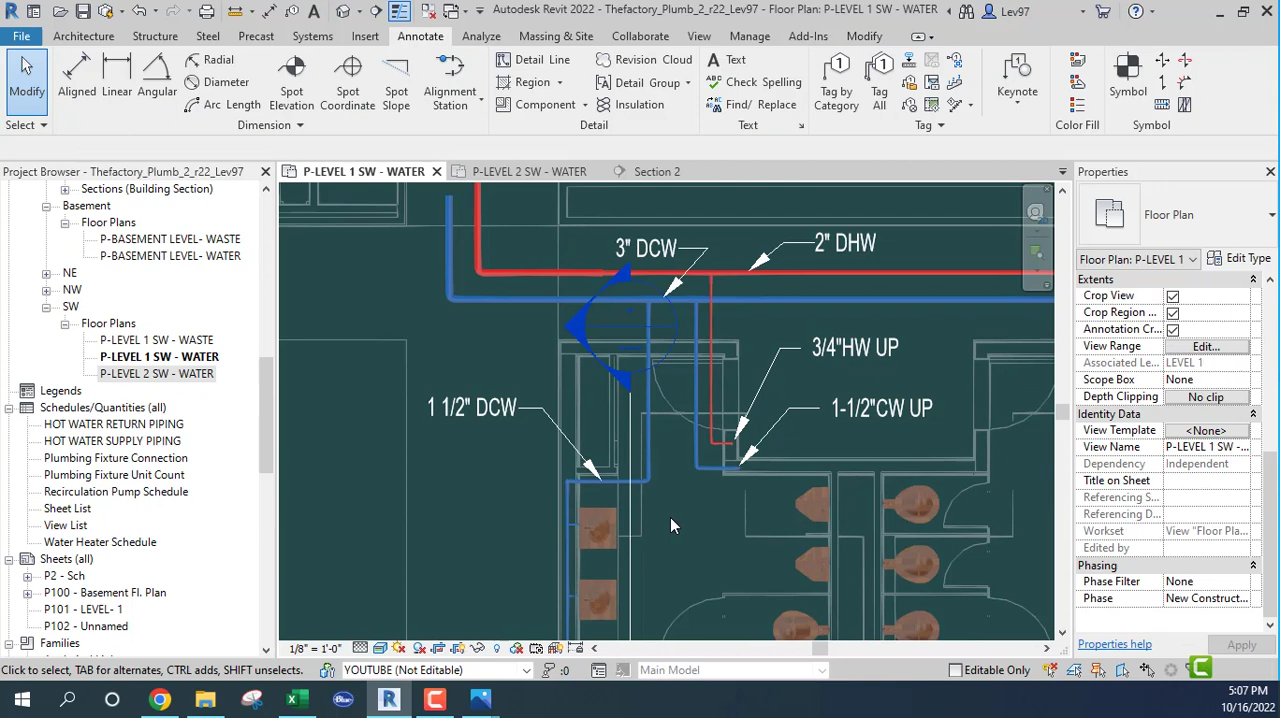 Autodesk Revit 2022 - Thefactory_Plumb_2_r22_Lev97 - Floor Plan: P-LEVEL 1 SW - WATER
Lev97
File Architecture Structure Steel Precast Systems Insert Annotate Analyze Massing & Site Collaborate View Manage Add-Ins Modify
Modify
Aligned
Linear
Angular
Radial
Diameter
Arc Length
Spot
Elevation
Spot
Coordinate
Spot
Slope
Alignment
Station
Detail Line
Region
Component
Revision Cloud
Detail Group
Insulation
Text
Check Spelling
Find/ Replace
Tag by
Category
Tag
All
Keynote
Symbol
Select Dimension Detail Text Tag Color Fill Symbol
Project Browser - Thefactory_Plumb_2_r22_Lev97
Sections (Building Section)
Basement
Floor Plans
P-BASEMENT LEVEL- WASTE
P-BASEMENT LEVEL- WATER
NE
NW
SW
Floor Plans
P-LEVEL 1 SW - WASTE
P-LEVEL 1 SW - WATER
P-LEVEL 2 SW - WATER
Legends
Schedules/Quantities (all)
HOT WATER RETURN PIPING
HOT WATER SUPPLY PIPING
Plumbing Fixture Connection
Plumbing Fixture Unit Count
Recirculation Pump Schedule
Sheet List
View List
Water Heater Schedule
Sheets (all)
P2 - Sch
P100 - Basement Fl. Plan
P101 - LEVEL- 1
P102 - Unnamed
Families
P-LEVEL 1 SW - WATER
P-LEVEL 2 SW - WATER
Section 2
3" DCW
2" DHW
3/4"HW UP
1 1/2" DCW
1-1/2"CW UP
1/8" = 1'-0"
Properties
Floor Plan
Floor Plan: P-LEVEL 1
Edit Type
Extents
Crop View
Crop Region ...
Annotation Cr...
View Range Edit...
Associated Le... LEVEL 1
Scope Box None
Depth Clipping No clip
Identity Data
View Template <None>
View Name P-LEVEL 1 SW -...
Dependency Independent
Title on Sheet
Referencing S...
Referencing D...
Workset View "Floor Pla...
Edited by
Phasing
Phase Filter None
Phase New Construct...
Properties help
Apply
Click to select, TAB for alternates, CTRL adds, SHIFT unselects.
YOUTUBE (Not Editable)
:0
Main Model
Editable Only
5:07 PM
10/16/2022